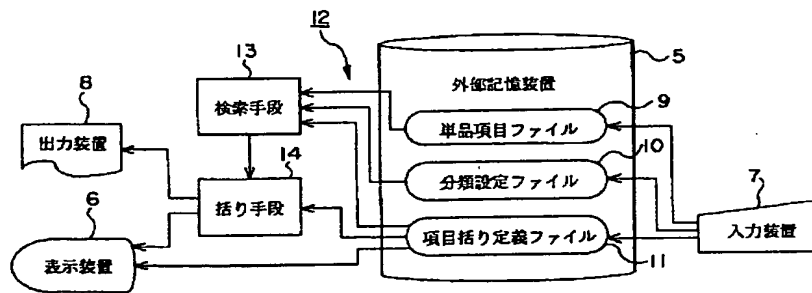 12
13
5
8
検索手段
外部記憶装置
9
出力装置
単品項目ファイル
14
10
7
括り手段
分類設定ファイル
6
入力装置
項目括り定義ファイル
表示装置
11